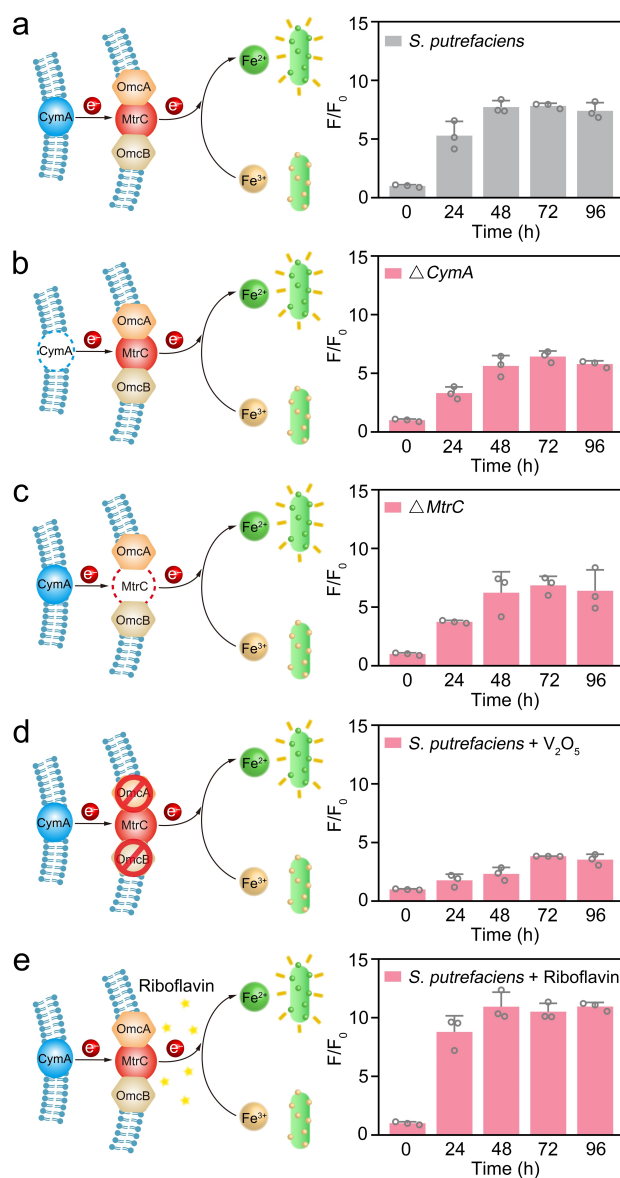 a
CymA
e-
OmcA
MtrC
OmcB
e-
Fe2+
Fe3+
F/F0
15
10
5
0
S. putrefaciens
0 24 48 72 96
Time (h)
b
CymA
e-
OmcA
MtrC
OmcB
e-
Fe2+
Fe3+
F/F0
15
10
5
0
△ CymA
0 24 48 72 96
Time (h)
c
CymA
e-
OmcA
MtrC
OmcB
e-
Fe2+
Fe3+
F/F0
15
10
5
0
△ MtrC
0 24 48 72 96
Time (h)
d
CymA
e-
OmcA
MtrC
OmcB
e-
Fe2+
Fe3+
F/F0
15
10
5
0
S. putrefaciens + V2O5
0 24 48 72 96
Time (h)
e
CymA
e-
OmcA
MtrC
OmcB
Riboflavin
e-
Fe2+
Fe3+
F/F0
15
10
5
0
S. putrefaciens + Riboflavin
0 24 48 72 96
Time (h)